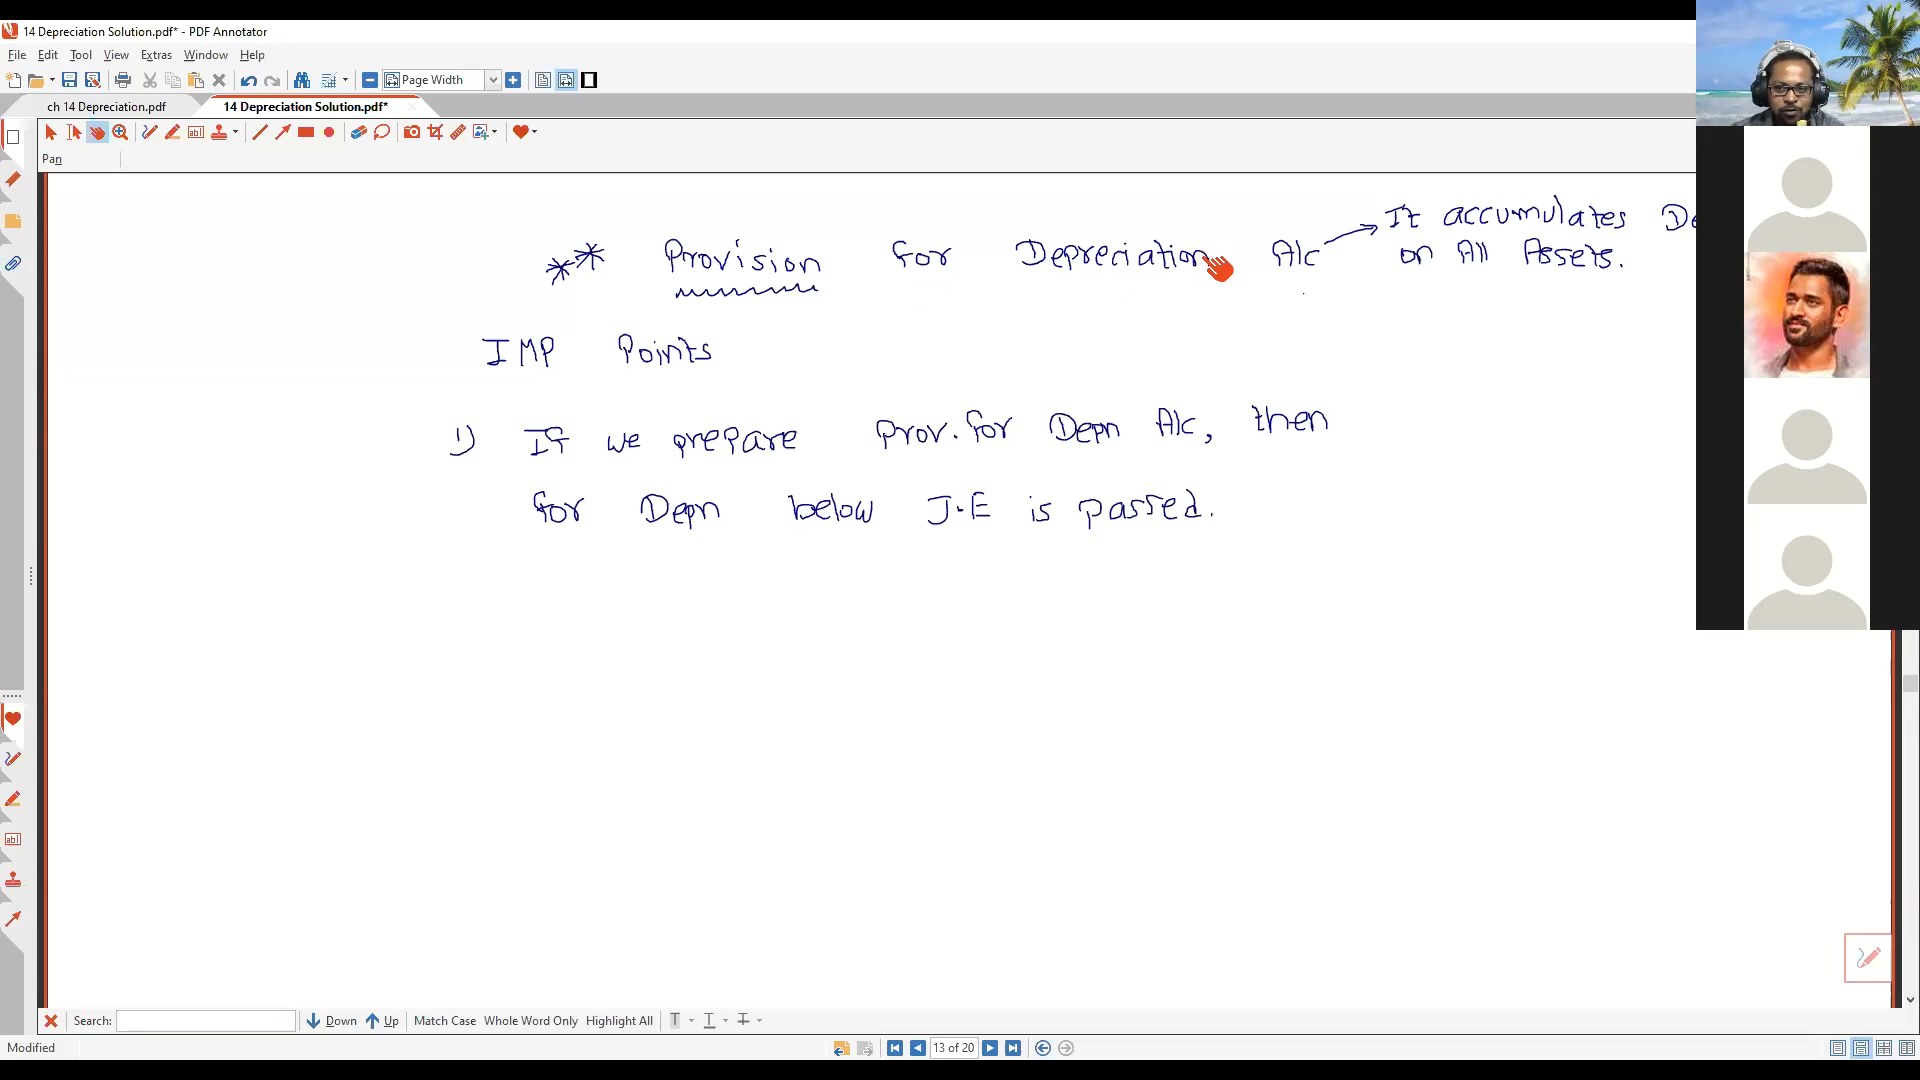 14 Depreciation Solution.pdf* - PDF Annotator
File Edit Tool View Extras Window Help
Page Width
ch 14 Depreciation.pdf 14 Depreciation Solution.pdf*
Pan
It accumulates De
** Provision for Depreciation A/c → on All Assets.
IMP Points
1) If we prepare Prov. for Depn A/c, then
for Depn below J.E is passed.
Search: Down Up Match Case Whole Word Only Highlight All
Modified 13 of 20